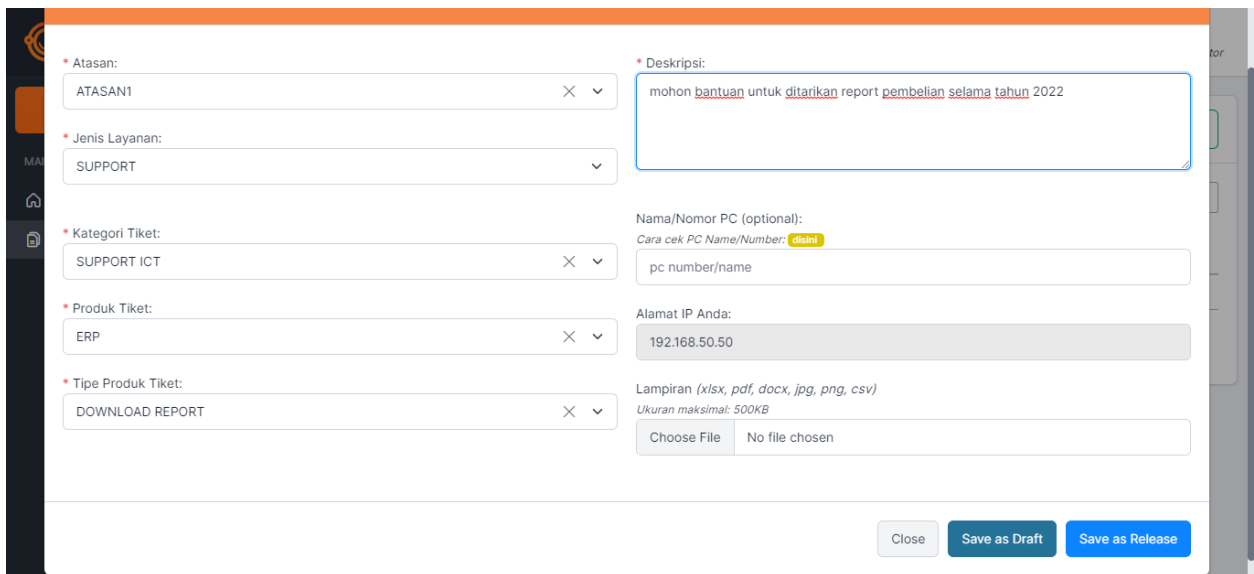 tor
MAI
* Atasan:
ATASAN1
* Jenis Layanan:
SUPPORT
* Kategori Tiket:
SUPPORT ICT
* Produk Tiket:
ERP
* Tipe Produk Tiket:
DOWNLOAD REPORT
* Deskripsi:
mohon bantuan untuk ditarikan report pembelian selama tahun 2022
Nama/Nomor PC (optional):
Cara cek PC Name/Number: disini
pc number/name
Alamat IP Anda:
192.168.50.50
Lampiran (xlsx, pdf, docx, jpg, png, csv)
Ukuran maksimal: 500KB
Choose File No file chosen
Close Save as Draft Save as Release